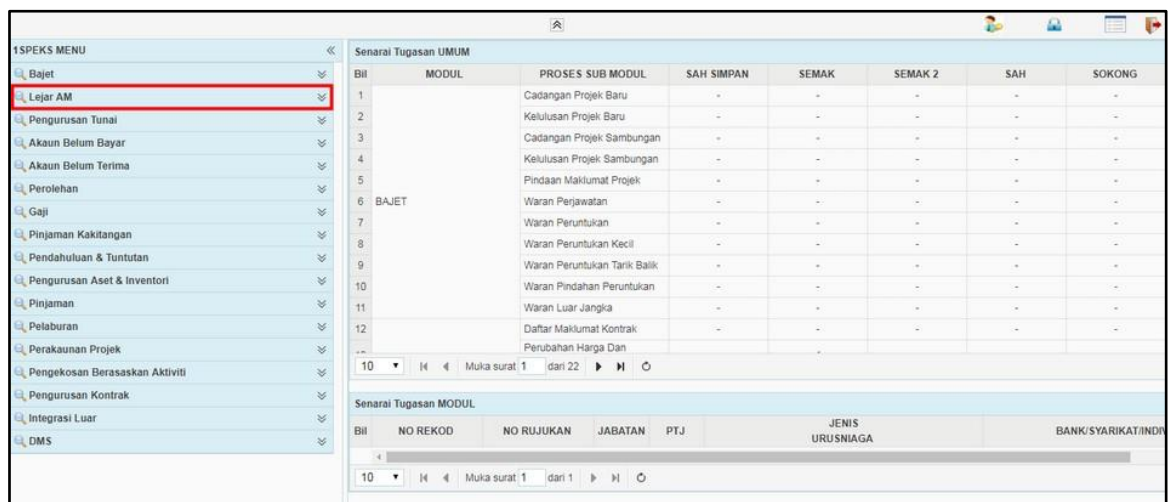 1SPEKS MENU
Bajet
Lejar AM
Pengurusan Tunai
Akaun Belum Bayar
Akaun Belum Terima
Perolehan
Gaji
Pinjaman Kakitangan
Pendahuluan & Tuntutan
Pengurusan Aset & Inventori
Pinjaman
Pelaburan
Perakaunan Projek
Pengekosan Berasaskan Aktiviti
Pengurusan Kontrak
Integrasi Luar
DMS
Senarai Tugasan UMUM
Bil MODUL PROSES SUB MODUL SAH SIMPAN SEMAK SEMAK 2 SAH SOKONG
1 Cadangan Projek Baru - - - - -
2 Kelulusan Projek Baru - - - - -
3 Cadangan Projek Sambungan - - - - -
4 Kelulusan Projek Sambungan - - - - -
5 Pindaan Maklumat Projek - - - - -
6 BAJET Waran Perjawatan - - - - -
7 Waran Peruntukan - - - - -
8 Waran Peruntukan Kecil - - - - -
9 Waran Peruntukan Tarik Balik - - - - -
10 Waran Pindahan Peruntukan - - - - -
11 Waran Luar Jangka - - - - -
12 Daftar Maklumat Kontrak - - - - -
Perubahan Harga Dan
10 Muka surat 1 dari 22
Senarai Tugasan MODUL
Bil NO REKOD NO RUJUKAN JABATAN PTJ JENIS URUSNIAGA BANK/SYARIKAT/INDIV
10 Muka surat 1 dari 1